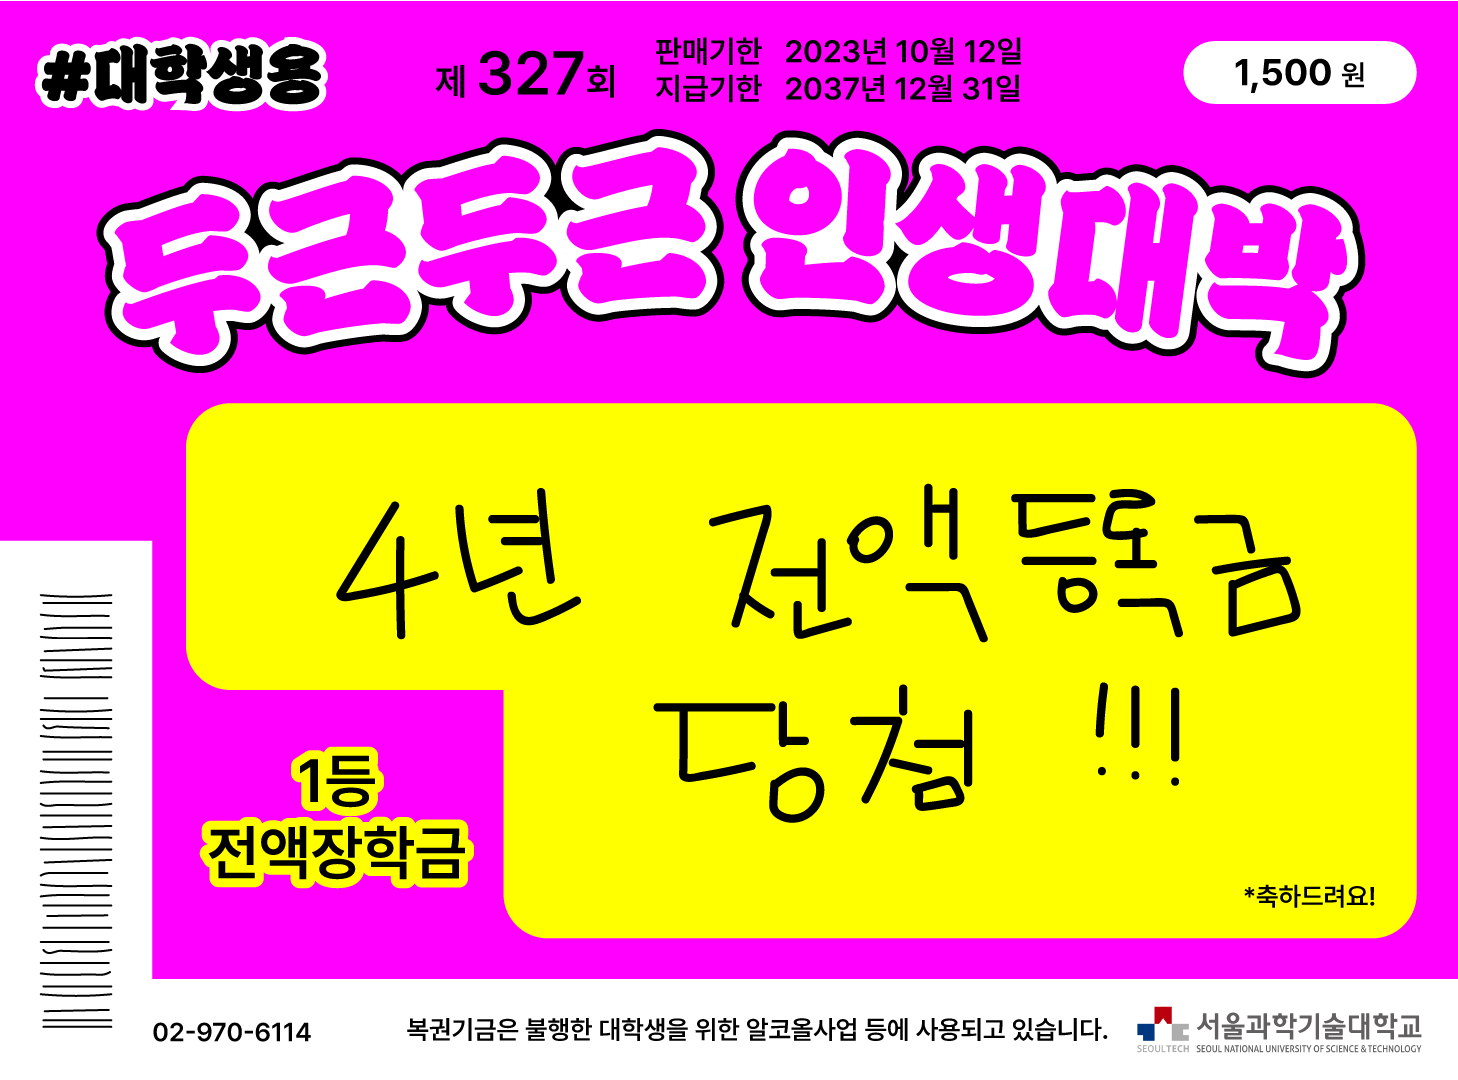 #대학생용
제 327회
판매기한 2023년 10월 12일
지급기한 2037년 12월 31일
1,500 원
두근두근 인생대박
4년 전액등록금
당첨 !!!
1등
전액장학금
*축하드려요!
02-970-6114
복권기금은 불행한 대학생을 위한 알코올사업 등에 사용되고 있습니다.
서울과학기술대학교
SEOULTECH SEOUL NATIONAL UNIVERSITY OF SCIENCE & TECHNOLOGY